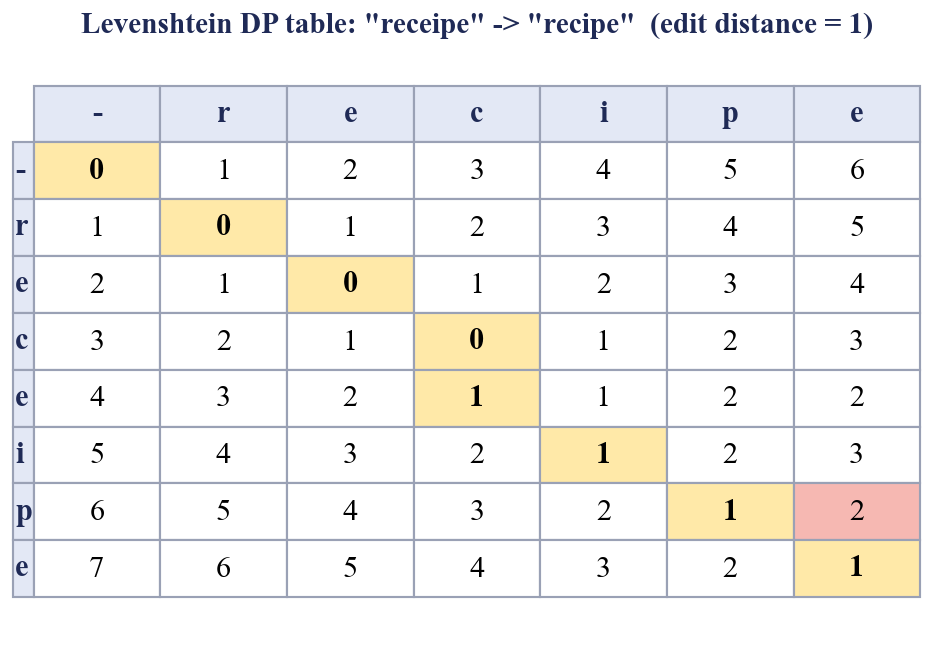 Levenshtein DP table: "receipe" -> "recipe" (edit distance = 1)
- r e c i p e
- 0 1 2 3 4 5 6
r 1 0 1 2 3 4 5
e 2 1 0 1 2 3 4
c 3 2 1 0 1 2 3
e 4 3 2 1 1 2 2
i 5 4 3 2 1 2 3
p 6 5 4 3 2 1 2
e 7 6 5 4 3 2 1